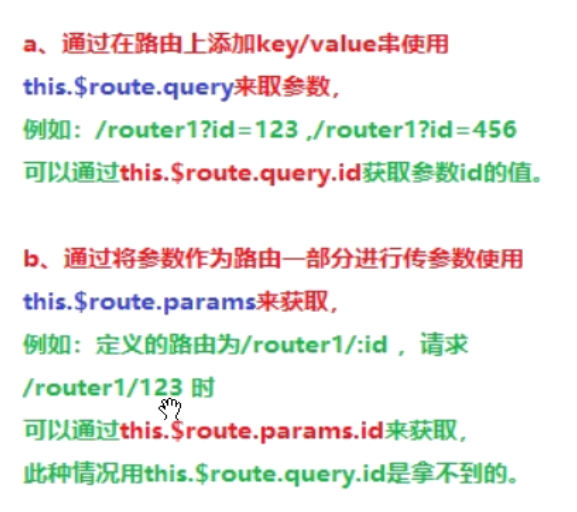 a、通过在路由上添加key/value串使用
this.$route.query来取参数，
例如：/router1?id=123 ,/router1?id=456
可以通过this.$route.query.id获取参数id的值。
b、通过将参数作为路由一部分进行传参数使用
this.$route.params来获取，
例如：定义的路由为/router1/:id ，请求
/router1/123 时
可以通过this.$route.params.id来获取，
此种情况用this.$route.query.id是拿不到的。